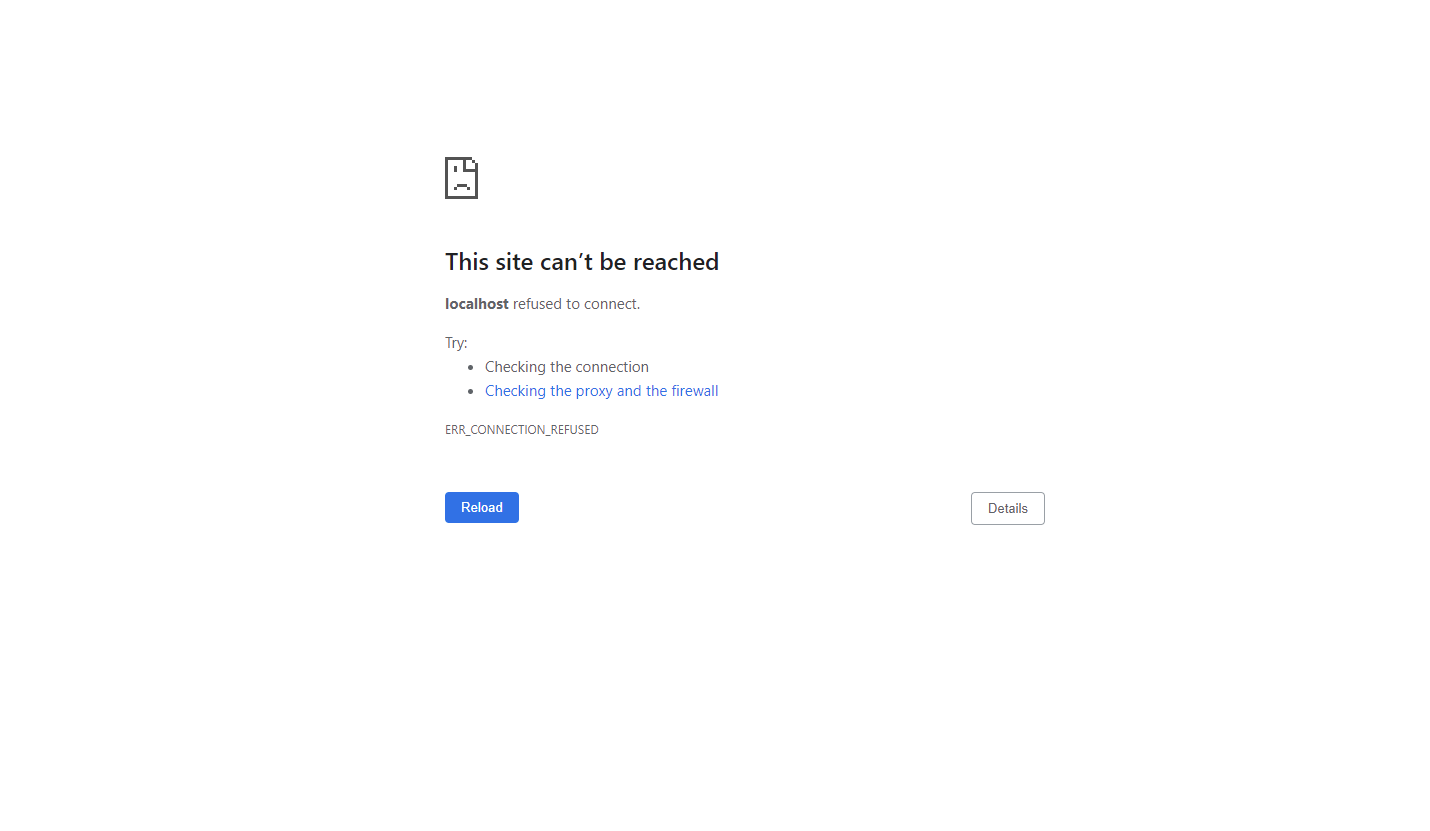 This site can’t be reached
localhost refused to connect.
Try:
Checking the connection
Checking the proxy and the firewall
ERR_CONNECTION_REFUSED
Reload
Details